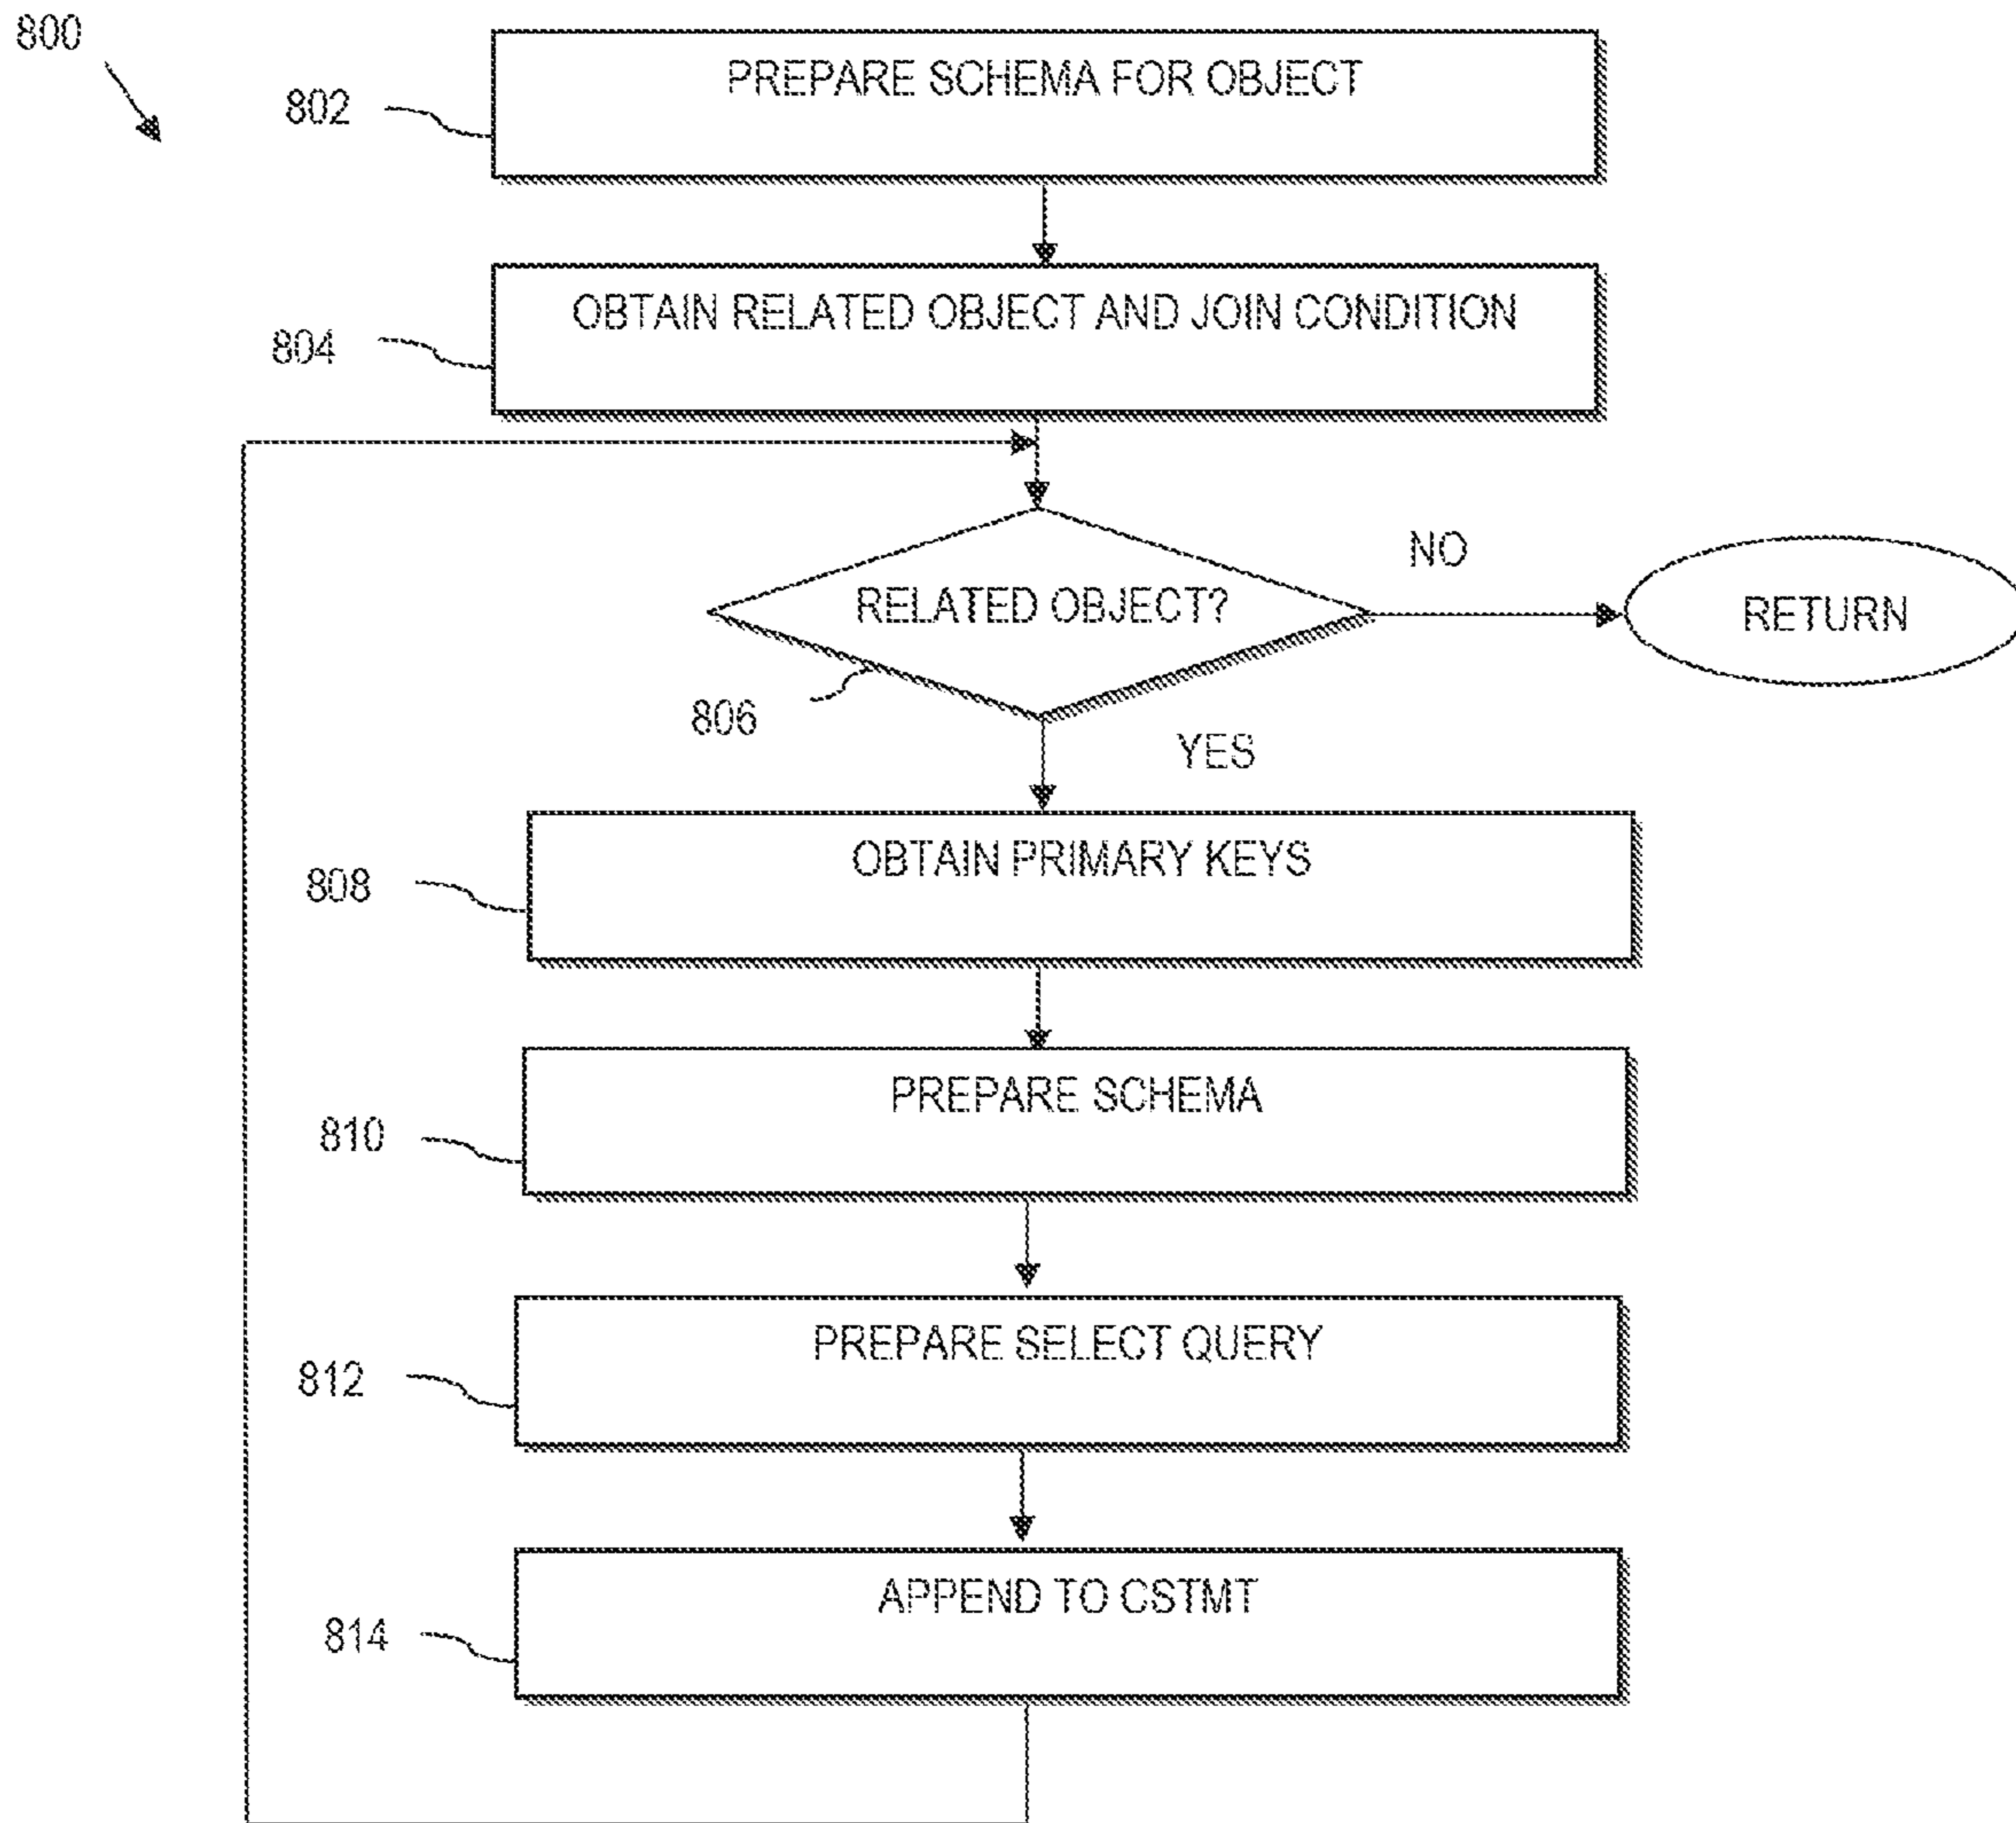 800
PREPARE SCHEMA FOR OBJECT
802
OBTAIN RELATED OBJECT AND JOIN CONDITION
804
NO
RELATED OBJECT?
RETURN
806
YES
OBTAIN PRIMARY KEYS
808
PREPARE SCHEMA
810
PREPARE SELECT QUERY
812
APPEND TO CSTMT
814